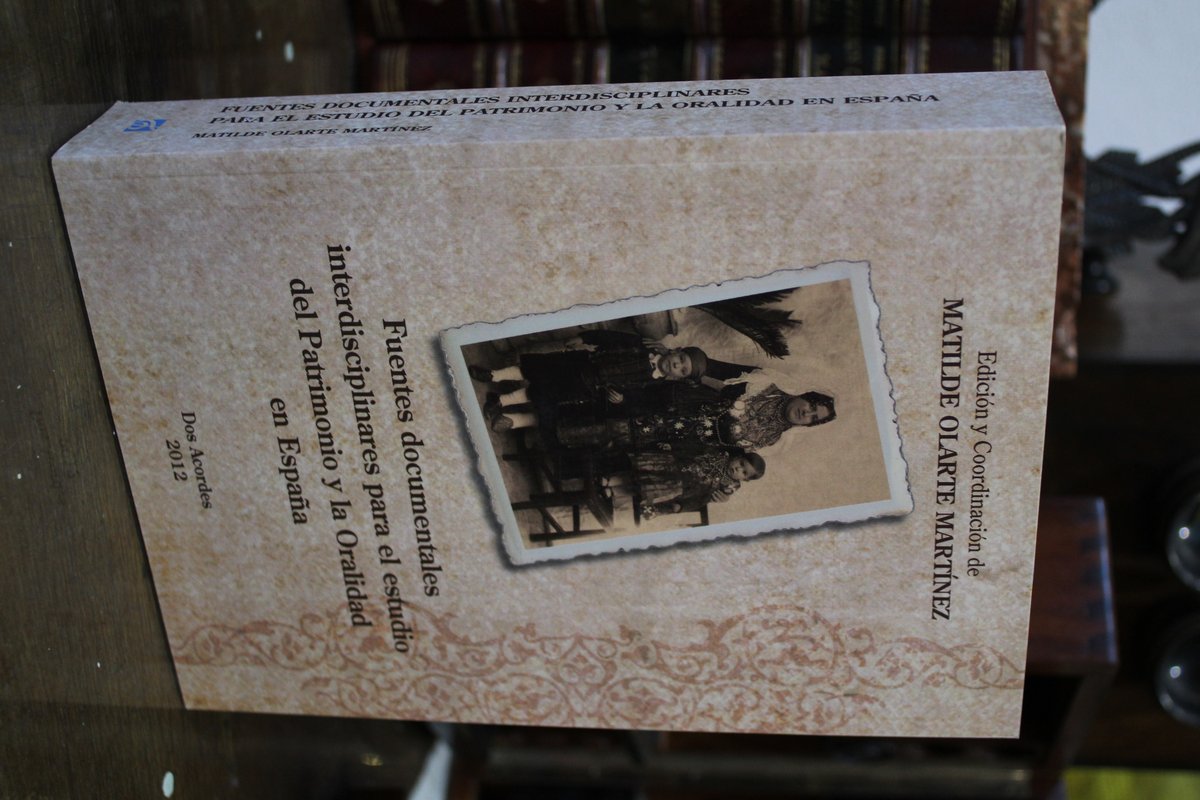 Edición y Coordinación de
MATILDE OLARTE MARTÍNEZ
Fuentes documentales
interdisciplinares para el estudio
del Patrimonio y la Oralidad
en España
Dos Acordes
2012
FUENTES DOCUMENTALES INTERDISCIPLINARES
PARA EL ESTUDIO DEL PATRIMONIO Y LA ORALIDAD EN ESPAÑA
MATILDE OLARTE MARTÍNEZ